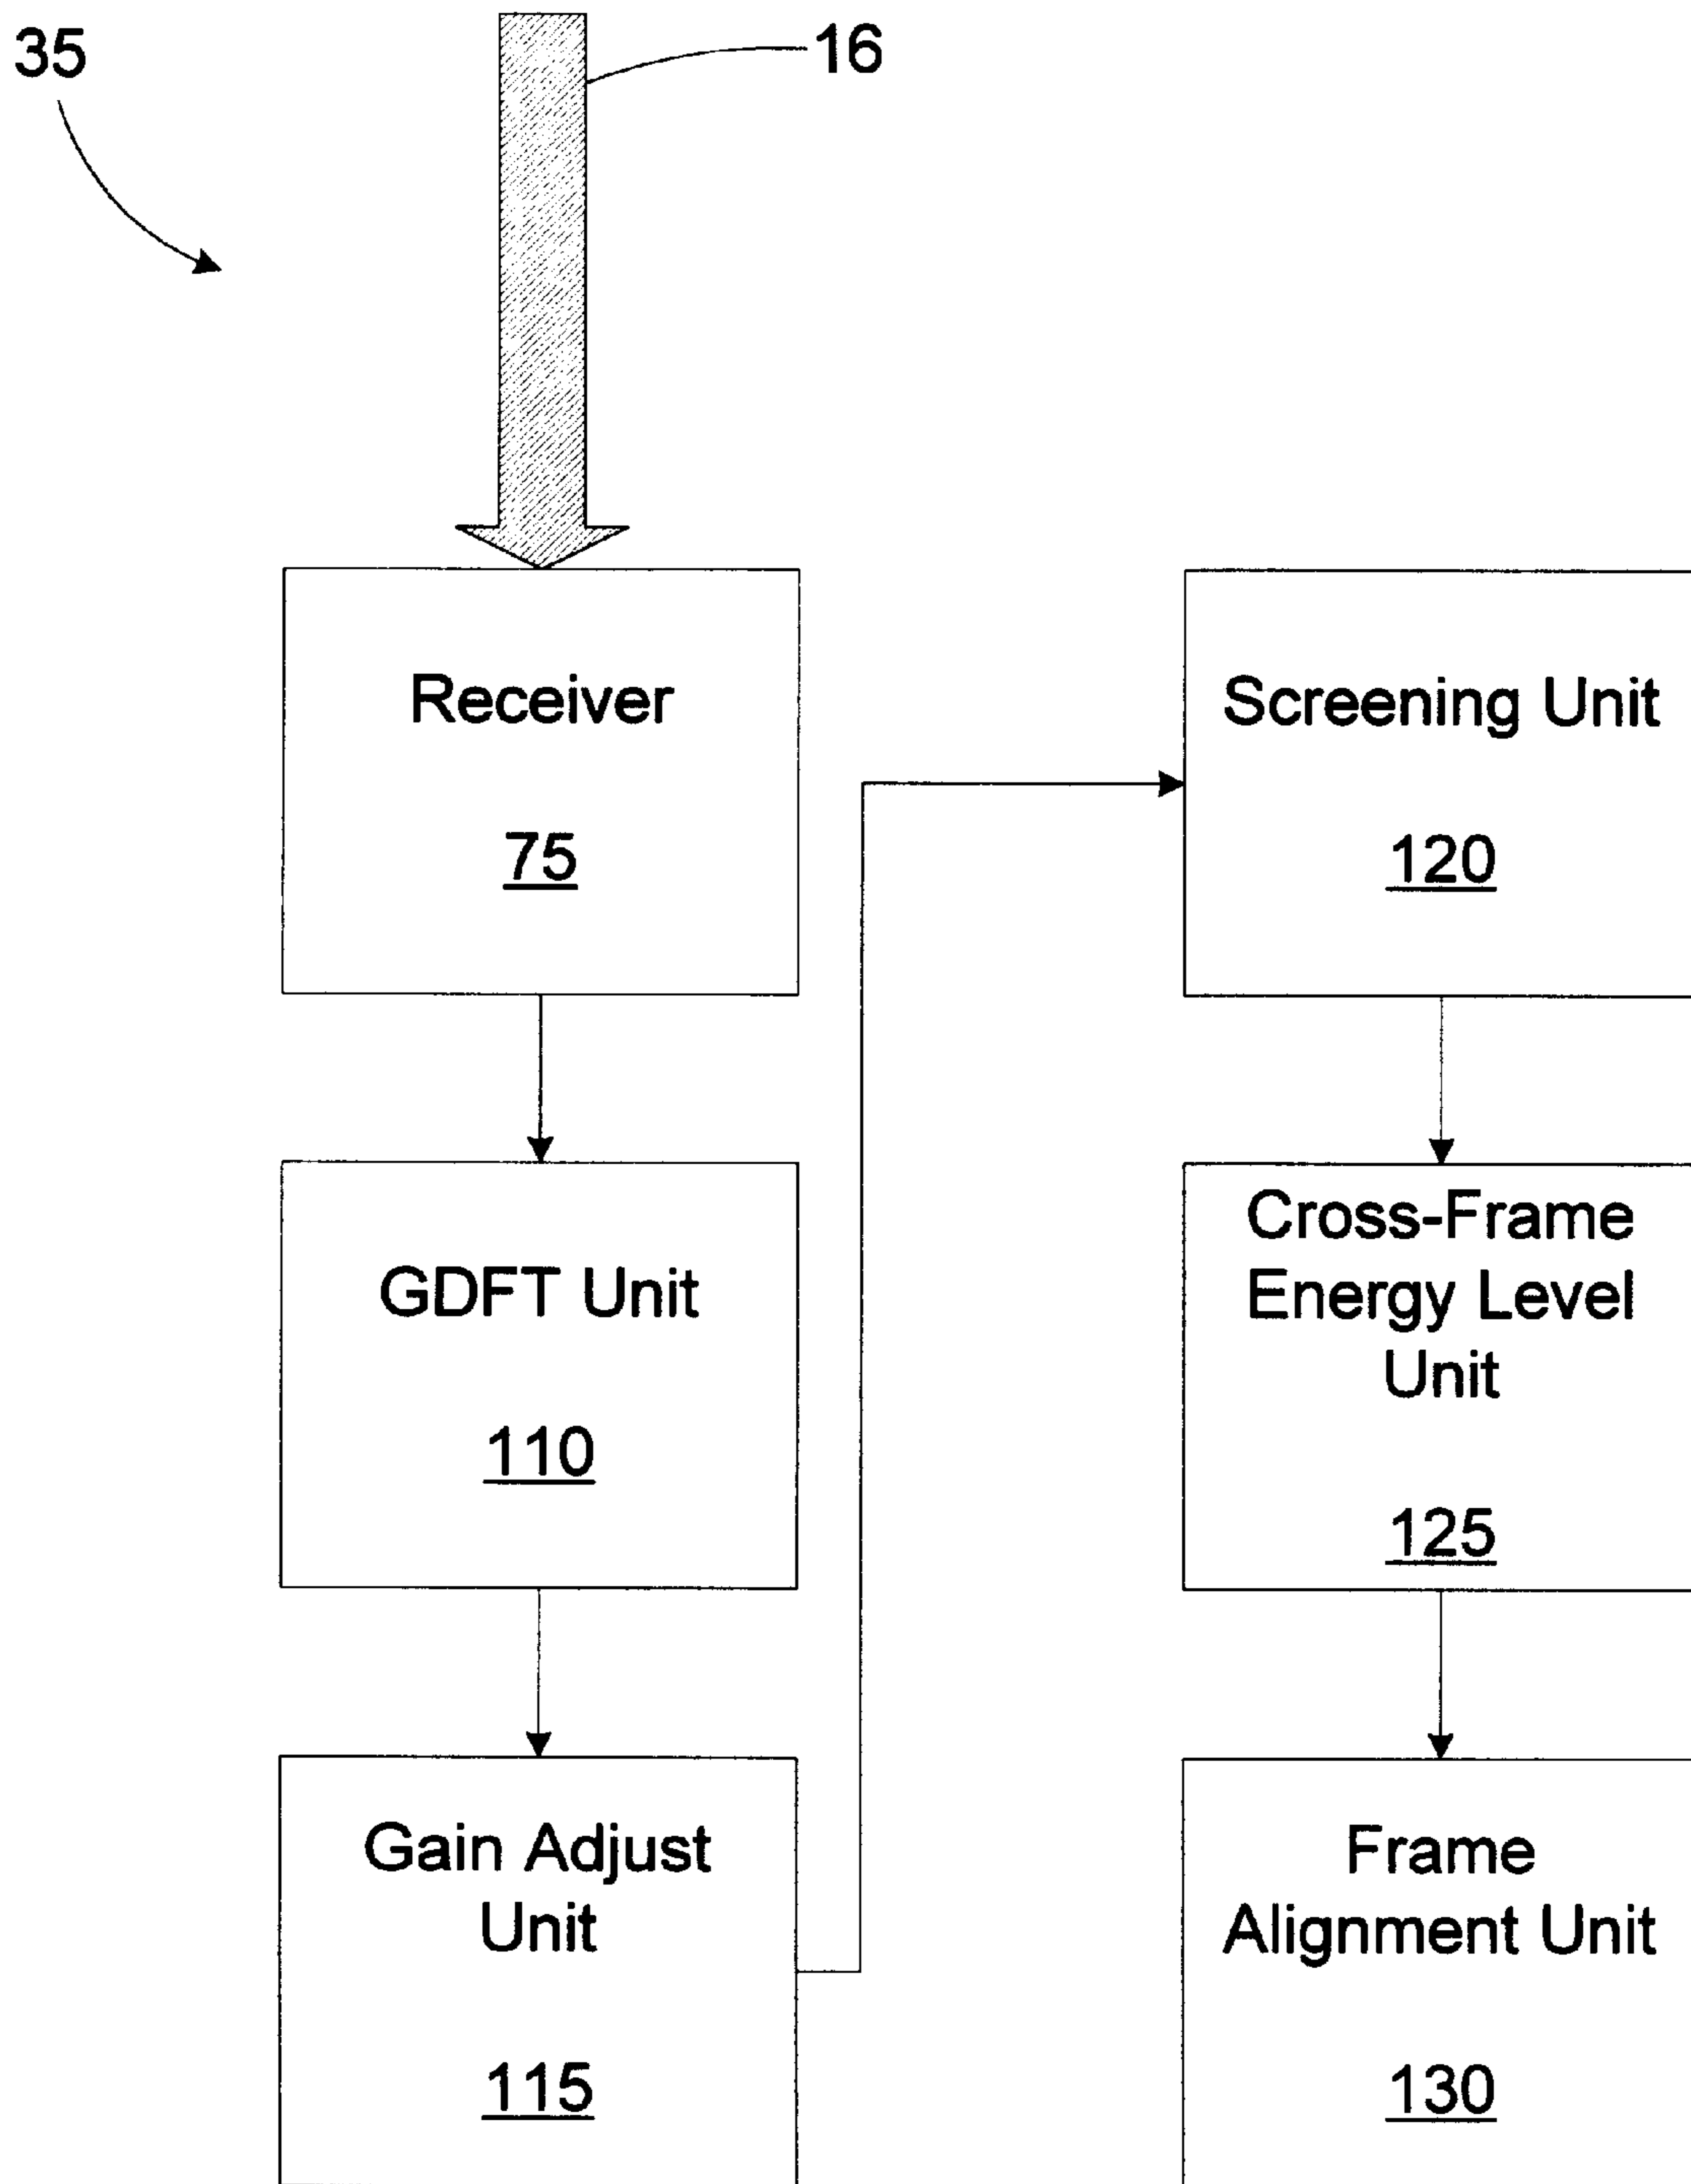 35
16
Receiver
75
GDFT Unit
110
Gain Adjust
Unit
115
Screening Unit
120
Cross-Frame
Energy Level
Unit
125
Frame
Alignment Unit
130